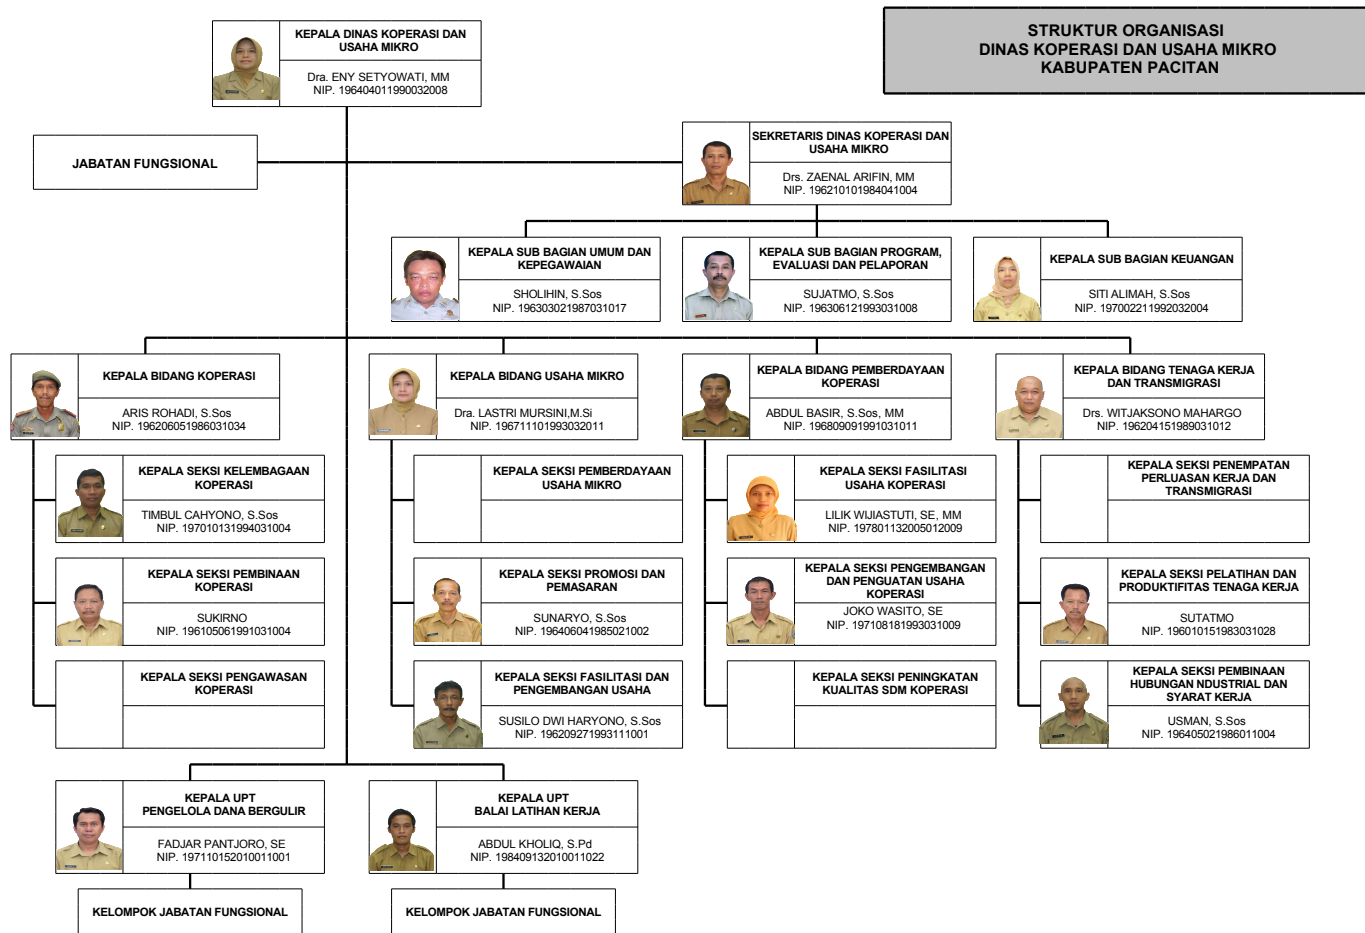 STRUKTUR ORGANISASI
DINAS KOPERASI DAN USAHA MIKRO
KABUPATEN PACITAN
KEPALA DINAS KOPERASI DAN
USAHA MIKRO
Dra. ENY SETYOWATI, MM
NIP. 196404011990032008
JABATAN FUNGSIONAL
SEKRETARIS DINAS KOPERASI DAN
USAHA MIKRO
Drs. ZAENAL ARIFIN, MM
NIP. 196210101984041004
KEPALA SUB BAGIAN UMUM DAN
KEPEGAWAIAN
SHOLIHIN, S.Sos
NIP. 196303021987031017
KEPALA SUB BAGIAN PROGRAM,
EVALUASI DAN PELAPORAN
SUJATMO, S.Sos
NIP. 196306121993031008
KEPALA SUB BAGIAN KEUANGAN
SITI ALIMAH, S.Sos
NIP. 197002211992032004
KEPALA BIDANG KOPERASI
ARIS ROHADI, S.Sos
NIP. 196206051986031034
KEPALA BIDANG USAHA MIKRO
Dra. LASTRI MURSINI,M.Si
NIP. 196711101993032011
KEPALA BIDANG PEMBERDAYAAN
KOPERASI
ABDUL BASIR, S.Sos, MM
NIP. 196809091991031011
KEPALA BIDANG TENAGA KERJA
DAN TRANSMIGRASI
Drs. WITJAKSONO MAHARGO
NIP. 196204151989031012
KEPALA SEKSI KELEMBAGAAN
KOPERASI
TIMBUL CAHYONO, S.Sos
NIP. 197010131994031004
KEPALA SEKSI PEMBERDAYAAN
USAHA MIKRO
KEPALA SEKSI FASILITASI
USAHA KOPERASI
LILIK WIJIASTUTI, SE, MM
NIP. 197801132005012009
KEPALA SEKSI PENEMPATAN
PERLUASAN KERJA DAN
TRANSMIGRASI
KEPALA SEKSI PEMBINAAN
KOPERASI
SUKIRNO
NIP. 196105061991031004
KEPALA SEKSI PROMOSI DAN
PEMASARAN
SUNARYO, S.Sos
NIP. 196406041985021002
KEPALA SEKSI PENGEMBANGAN
DAN PENGUATAN USAHA
KOPERASI
JOKO WASITO, SE
NIP. 197108181993031009
KEPALA SEKSI PELATIHAN DAN
PRODUKTIFITAS TENAGA KERJA
SUTATMO
NIP. 196010151983031028
KEPALA SEKSI PENGAWASAN
KOPERASI
KEPALA SEKSI FASILITASI DAN
PENGEMBANGAN USAHA
SUSILO DWI HARYONO, S.Sos
NIP. 196209271993111001
KEPALA SEKSI PENINGKATAN
KUALITAS SDM KOPERASI
KEPALA SEKSI PEMBINAAN
HUBUNGAN NDUSTRIAL DAN
SYARAT KERJA
USMAN, S.Sos
NIP. 196405021986011004
KEPALA UPT
PENGELOLA DANA BERGULIR
FADJAR PANTJORO, SE
NIP. 197110152010011001
KEPALA UPT
BALAI LATIHAN KERJA
ABDUL KHOLIQ, S.Pd
NIP. 198409132010011022
KELOMPOK JABATAN FUNGSIONAL
KELOMPOK JABATAN FUNGSIONAL